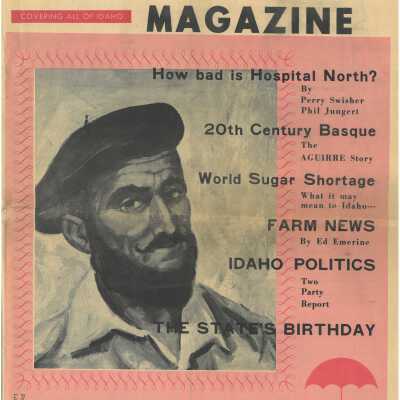 COVERING ALL OF IDAHO
MAGAZINE
How bad is Hospital North?
By
Perry Swisher
Phil Jungert
20th Century Basque
The
AGUIRRE Story
World Sugar Shortage
What it may
mean to Idaho—
FARM NEWS
By Ed Emerine
IDAHO POLITICS
Two
Party
Report
THE STATE'S BIRTHDAY